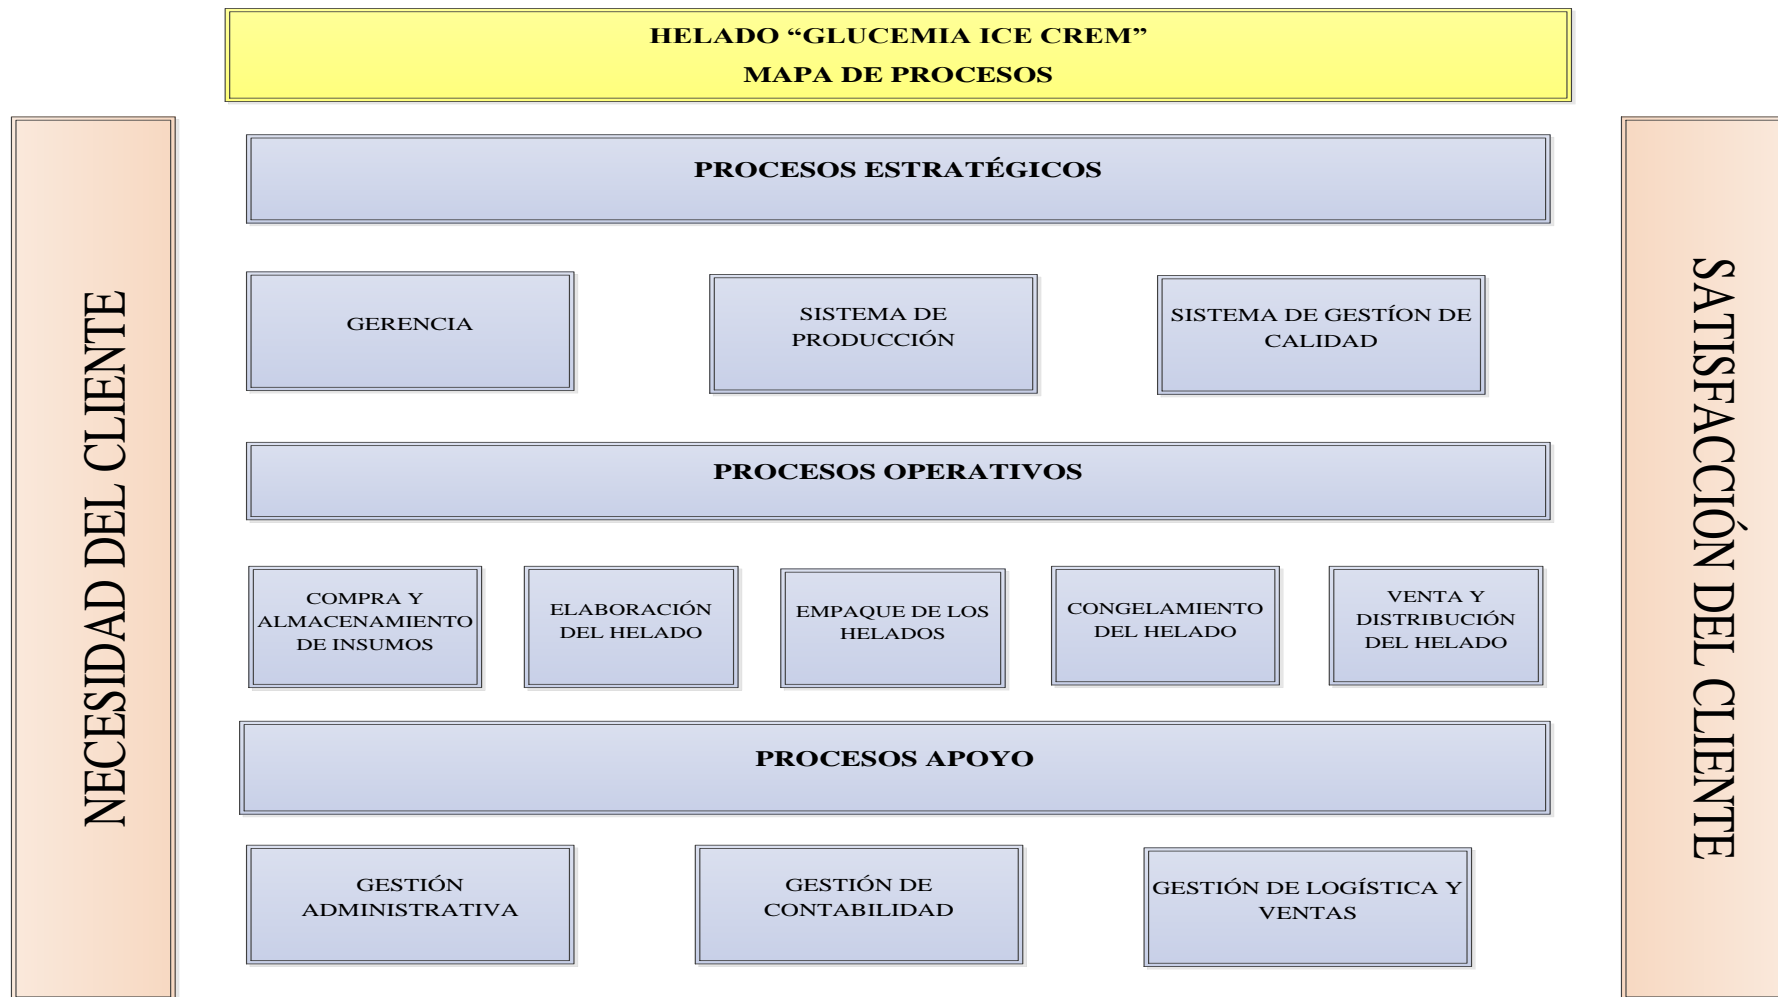 HELADO “GLUCEMIA ICE CREM”
MAPA DE PROCESOS
NECESIDAD DEL CLIENTE
PROCESOS ESTRATÉGICOS
GERENCIA
SISTEMA DE
PRODUCCIÓN
SISTEMA DE GESTÍON DE
CALIDAD
PROCESOS OPERATIVOS
COMPRA Y
ALMACENAMIENTO
DE INSUMOS
ELABORACIÓN
DEL HELADO
EMPAQUE DE LOS
HELADOS
CONGELAMIENTO
DEL HELADO
VENTA Y
DISTRIBUCIÓN
DEL HELADO
PROCESOS APOYO
GESTIÓN
ADMINISTRATIVA
GESTIÓN DE
CONTABILIDAD
GESTIÓN DE LOGÍSTICA Y
VENTAS
SATISFACCIÓN DEL CLIENTE